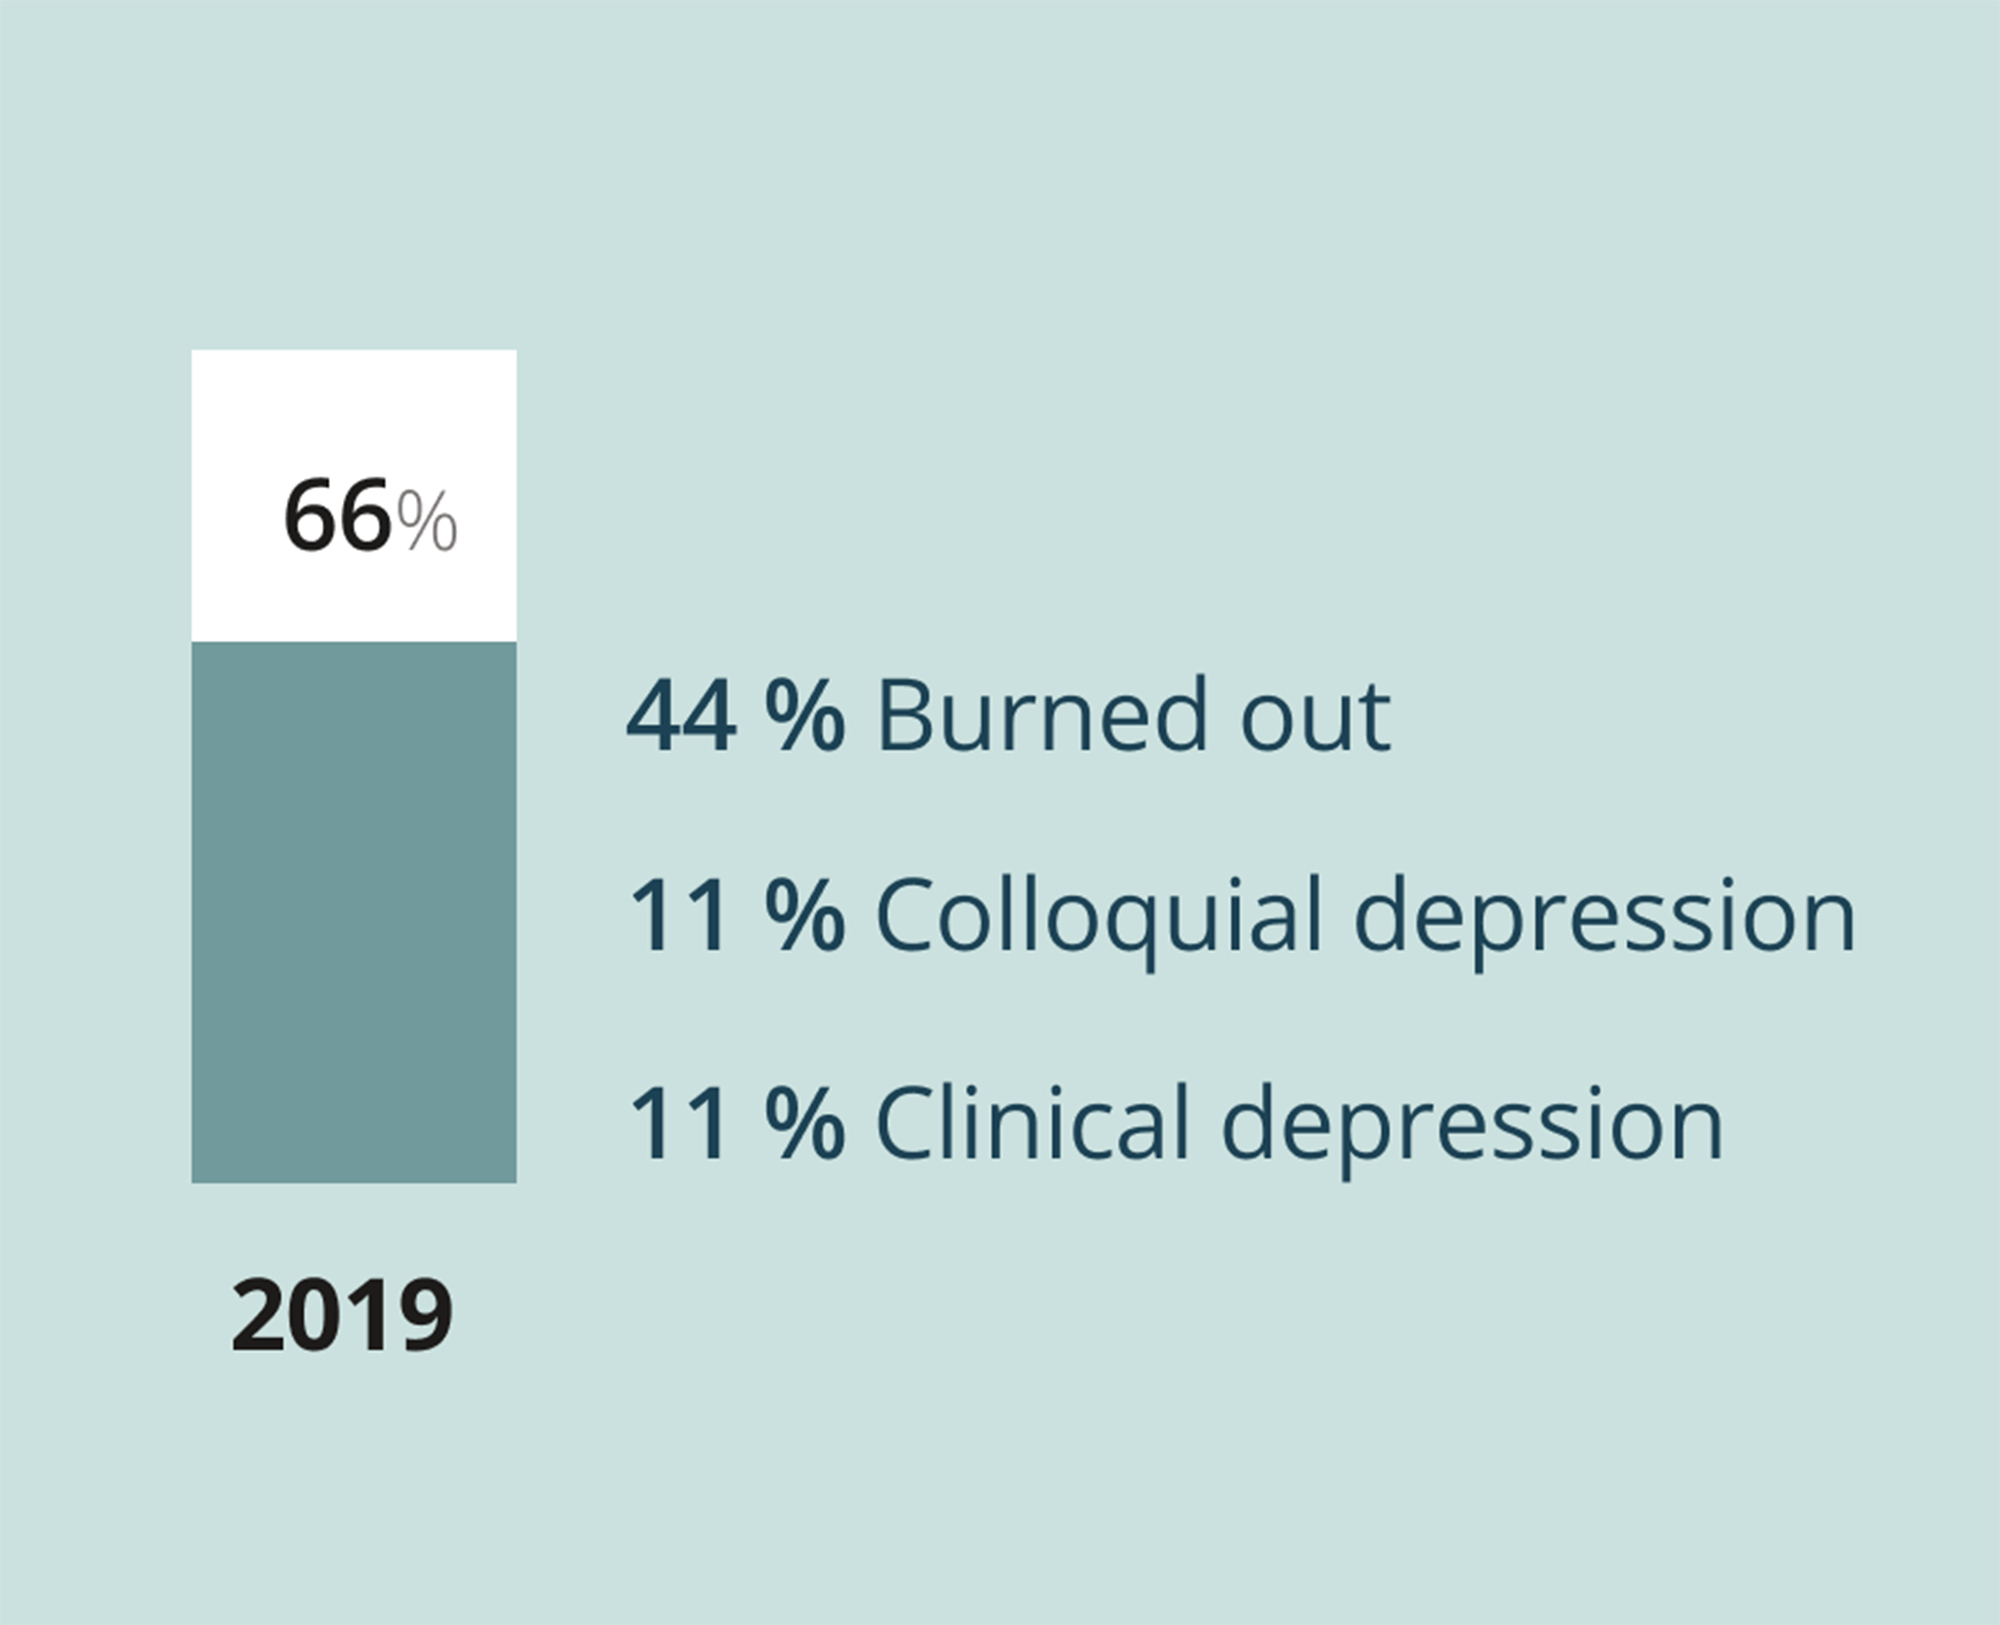 66%
44 % Burned out
11 % Colloquial depression
11 % Clinical depression
2019